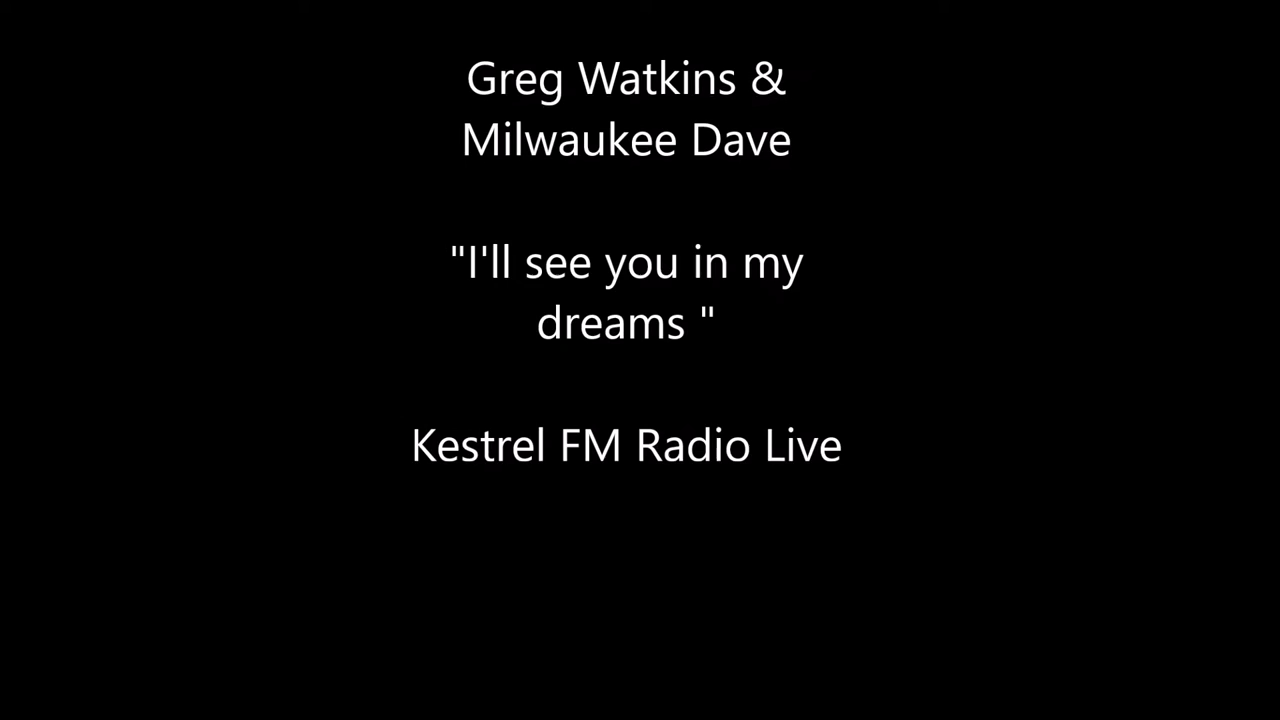 Greg Watkins &
Milwaukee Dave
"I'll see you in my
dreams "
Kestrel FM Radio Live